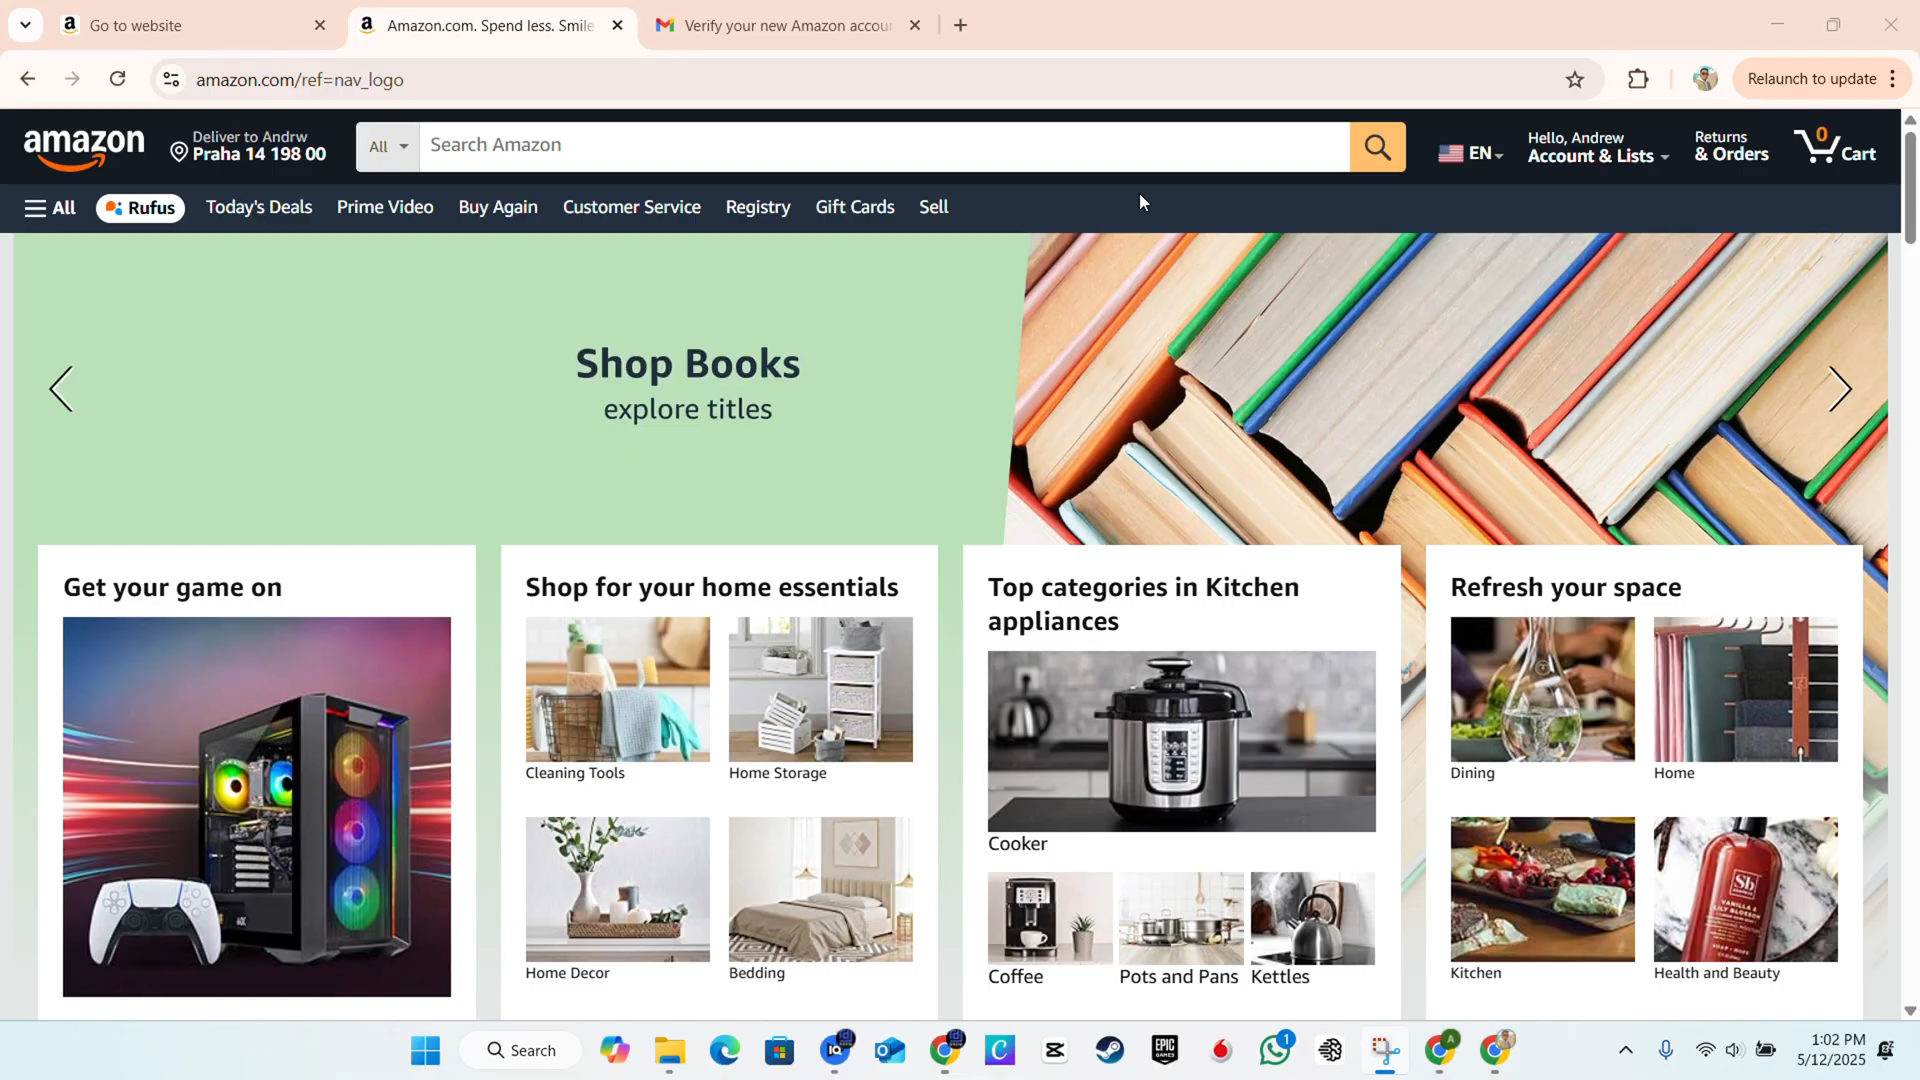 Go to website
Amazon.com. Spend less. Smile
Verify your new Amazon accou
amazon.com/ref=nav_logo
Relaunch to update
amazon
Deliver to Andrw
Praha 14 198 00
All
Search Amazon
EN
Hello, Andrew
Account & Lists
Returns
& Orders
0
Cart
All
Rufus
Today's Deals
Prime Video
Buy Again
Customer Service
Registry
Gift Cards
Sell
Shop Books
explore titles
Get your game on
Shop for your home essentials
Cleaning Tools
Home Storage
Home Decor
Bedding
Top categories in Kitchen
appliances
Cooker
Coffee
Pots and Pans
Kettles
Refresh your space
Dining
Home
Kitchen
Sb
VANILLA &
LILY BLOSSOM
Health and Beauty
Search
1
1:02 PM
5/12/2025